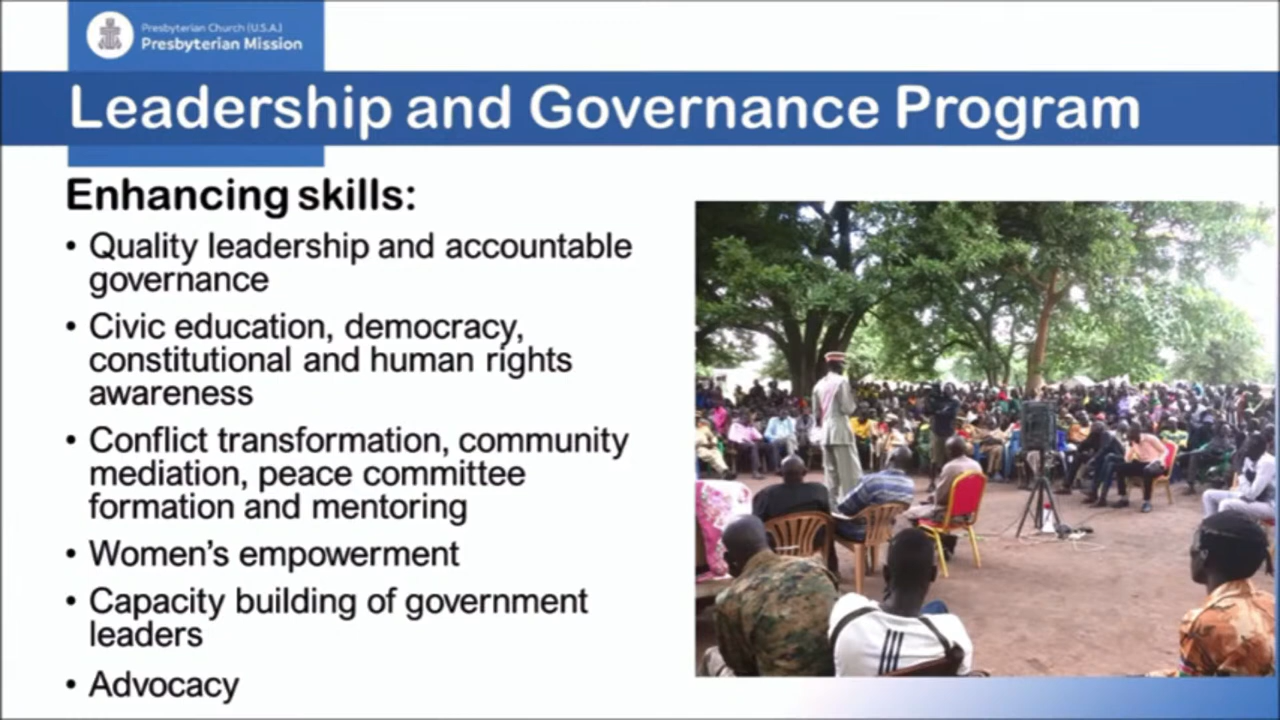 Presbyterian Church (U.S.A.)
Presbyterian Mission
Leadership and Governance Program
Enhancing skills:
• Quality leadership and accountable
governance
• Civic education, democracy,
constitutional and human rights
awareness
• Conflict transformation, community
mediation, peace committee
formation and mentoring
• Women's empowerment
• Capacity building of government
leaders
• Advocacy